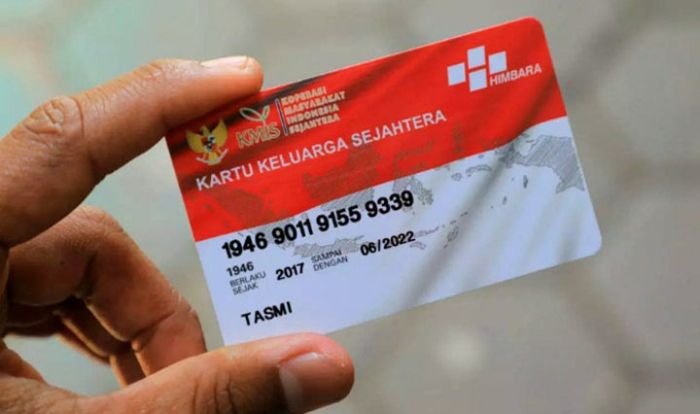 HIMBARA
KMIS
KOPERASI
MASYARAKAT
INDONESIA
SEJAHTERA
KARTU KELUARGA SEJAHTERA
1946 9011 9155 9339
1946
BERLAKU SEJAK 2017 SAMPAI DENGAN 06/2022
TASMI